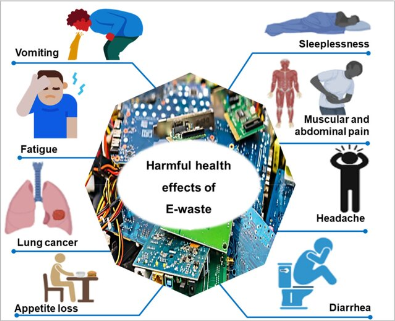 Vomiting
Sleeplessness
Fatigue
Muscular and
abdominal pain
Harmful health
effects of
E-waste
Lung cancer
Headache
Appetite loss
Diarrhea